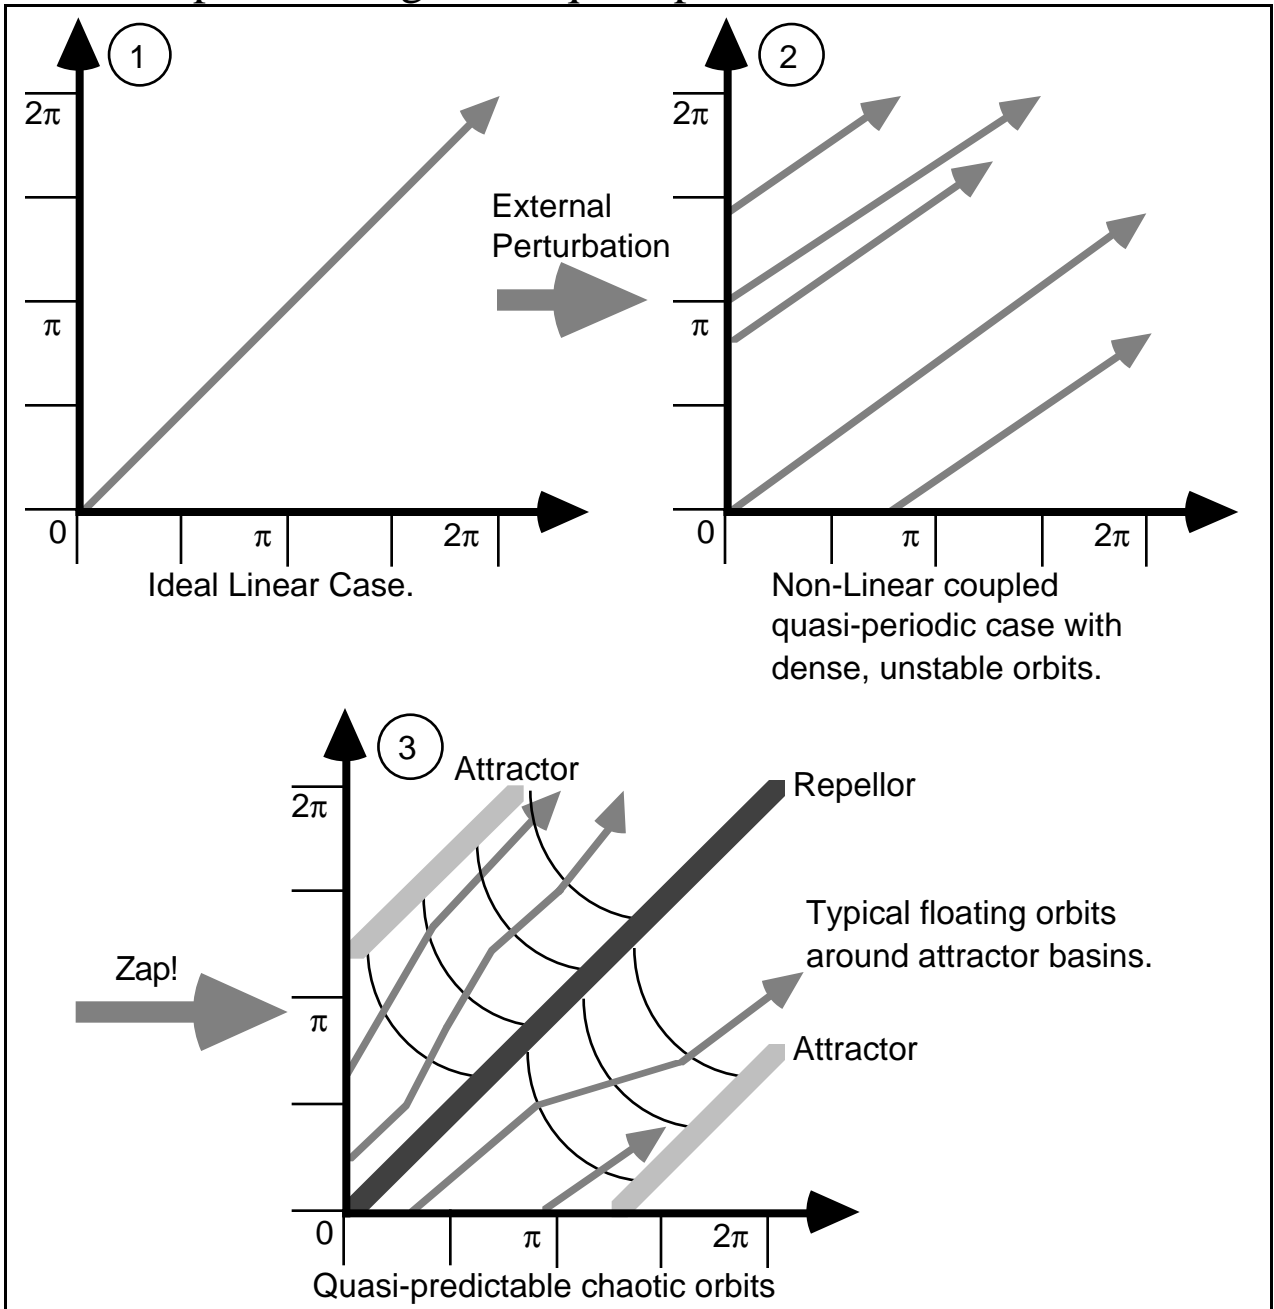 1
2π
π
0
π
2π
Ideal Linear Case.
External
Perturbation
2
2π
π
0
π
2π
Non-Linear coupled
quasi-periodic case with
dense, unstable orbits.
Zap!
3
2π
π
0
π
2π
Attractor
Repellor
Typical floating orbits
around attractor basins.
Attractor
Quasi-predictable chaotic orbits